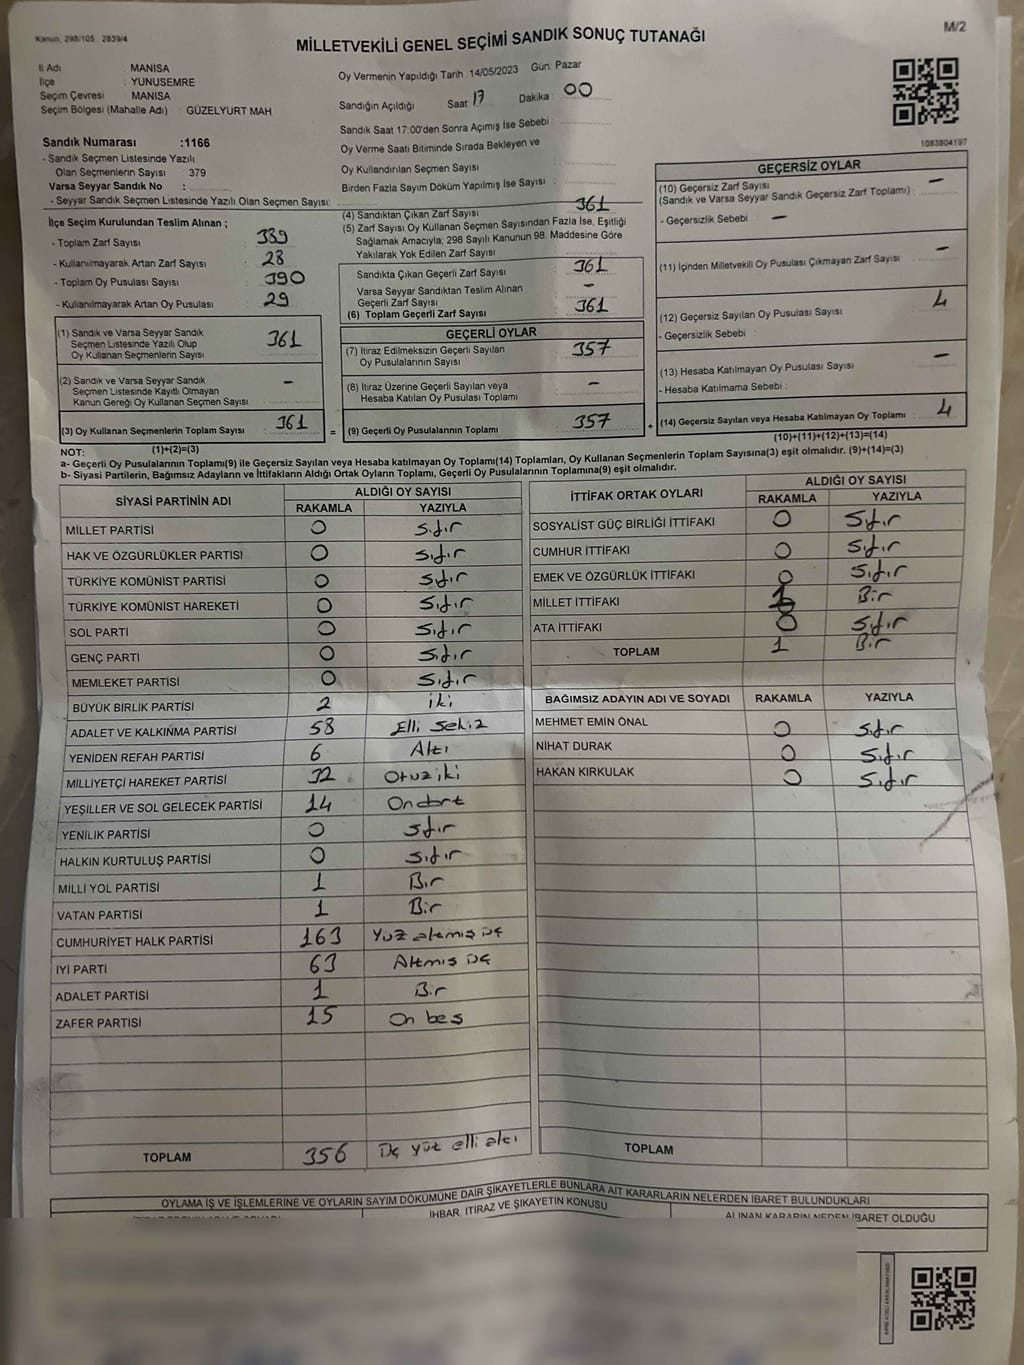 Kanun, 298/105 2839/4
M/2
MİLLETVEKİLİ GENEL SEÇİMİ SANDIK SONUÇ TUTANAĞI
İl Adı : MANİSA
İlçe : YUNUSEMRE
Seçim Çevresi : MANİSA
Seçim Bölgesi (Mahalle Adı) : GÜZELYURT MAH
Oy Vermenin Yapıldığı Tarih :14/05/2023 Gün: Pazar
Sandığın Açıldığı Saat 17 Dakika : 00
Sandık Saat 17:00'den Sonra Açımış İse Sebebi :
Oy Verme Saati Bitiminde Sırada Bekleyen ve
Oy Kullandırılan Seçmen Sayısı :
Birden Fazla Sayım Döküm Yapılmış İse Sayısı :
1083804197
Sandık Numarası :1166
- Sandık Seçmen Listesinde Yazılı
Olan Seçmenlerin Sayısı : 379
Varsa Seyyar Sandık No :
- Seyyar Sandık Seçmen Listesinde Yazılı Olan Seçmen Sayısı:
İlçe Seçim Kurulundan Teslim Alınan ;
- Toplam Zarf Sayısı : 389
- Kullanılmayarak Artan Zarf Sayısı : 28
- Toplam Oy Pusulası Sayısı : 390
- Kullanılmayarak Artan Oy Pusulası : 29
(1) Sandık ve Varsa Seyyar Sandık
Seçmen Listesinde Yazılı Olup
Oy Kullanan Seçmenlerin Sayısı 361
(2) Sandık ve Varsa Seyyar Sandık
Seçmen Listesinde Kayıtlı Olmayan
Kanun Gereği Oy Kullanan Seçmen Sayısı –
(3) Oy Kullanan Seçmenlerin Toplam Sayısı 361
(1)+(2)=(3)
(4) Sandıktan Çıkan Zarf Sayısı 361
(5) Zarf Sayısı Oy Kullanan Seçmen Sayısından Fazla İse, Eşitliği
Sağlamak Amacıyla; 298 Sayılı Kanunun 98. Maddesine Göre
Yakılarak Yok Edilen Zarf Sayısı :
Sandıkta Çıkan Geçerli Zarf Sayısı 361
Varsa Seyyar Sandıktan Teslim Alınan
Geçerli Zarf Sayısı –
(6) Toplam Geçerli Zarf Sayısı 361
GEÇERLİ OYLAR
(7) İtiraz Edilmeksizin Geçerli Sayılan
Oy Pusulalarının Sayısı 357
(8) İtiraz Üzerine Geçerli Sayılan veya
Hesaba Katılan Oy Pusulası Toplamı –
= (9) Geçerli Oy Pusulalarının Toplamı 357
GEÇERSİZ OYLAR
(10) Geçersiz Zarf Sayısı
(Sandık ve Varsa Seyyar Sandık Geçersiz Zarf Toplamı) : –
- Geçersizlik Sebebi : –
(11) İçinden Milletvekili Oy Pusulası Çıkmayan Zarf Sayısı : –
(12) Geçersiz Sayılan Oy Pusulası Sayısı : 4
- Geçersizlik Sebebi :
(13) Hesaba Katılmayan Oy Pusulası Sayısı : –
- Hesaba Katılmama Sebebi :
+ (14) Geçersiz Sayılan veya Hesaba Katılmayan Oy Toplamı : 4
(10)+(11)+(12)+(13)=(14)
NOT:
a- Geçerli Oy Pusulalarının Toplamı(9) ile Geçersiz Sayılan veya Hesaba katılmayan Oy Toplamı(14) Toplamları, Oy Kullanan Seçmenlerin Toplam Sayısına(3) eşit olmalıdır. (9)+(14)=(3)
b- Siyasi Partilerin, Bağımsız Adayların ve İttifakların Aldığı Ortak Oyların Toplamı, Geçerli Oy Pusulalarının Toplamına(9) eşit olmalıdır.
SİYASİ PARTİNİN ADI ALDIĞI OY SAYISI
RAKAMLA YAZIYLA
MİLLET PARTİSİ 0 Sıfır
HAK VE ÖZGÜRLÜKLER PARTİSİ 0 Sıfır
TÜRKİYE KOMÜNİST PARTİSİ 0 Sıfır
TÜRKİYE KOMÜNİST HAREKETİ 0 Sıfır
SOL PARTİ 0 Sıfır
GENÇ PARTİ 0 Sıfır
MEMLEKET PARTİSİ 0 Sıfır
BÜYÜK BİRLİK PARTİSİ 2 iki
ADALET VE KALKINMA PARTİSİ 58 Elli Sekiz
YENİDEN REFAH PARTİSİ 6 Altı
MİLLİYETÇİ HAREKET PARTİSİ 32 Otuz iki
YEŞİLLER VE SOL GELECEK PARTİSİ 14 Ondört
YENİLİK PARTİSİ 0 Sıfır
HALKIN KURTULUŞ PARTİSİ 0 Sıfır
MİLLİ YOL PARTİSİ 1 Bir
VATAN PARTİSİ 1 Bir
CUMHURİYET HALK PARTİSİ 163 Yüz altmış üç
İYİ PARTİ 63 Altmış üç
ADALET PARTİSİ 1 Bir
ZAFER PARTİSİ 15 On beş
TOPLAM 356 Üç yüz elli altı
İTTİFAK ORTAK OYLARI ALDIĞI OY SAYISI
RAKAMLA YAZIYLA
SOSYALİST GÜÇ BİRLİĞİ İTTİFAKI 0 Sıfır
CUMHUR İTTİFAKI 0 Sıfır
EMEK VE ÖZGÜRLÜK İTTİFAKI 0 Sıfır
MİLLET İTTİFAKI 1 Bir
ATA İTTİFAKI 0 Sıfır
TOPLAM 1 Bir
BAĞIMSIZ ADAYIN ADI VE SOYADI RAKAMLA YAZIYLA
MEHMET EMİN ÖNAL 0 Sıfır
NİHAT DURAK 0 Sıfır
HAKAN KIRKULAK 0 Sıfır
TOPLAM
OYLAMA İŞ VE İŞLEMLERİNE VE OYLARIN SAYIM DÖKÜMÜNE DAİR ŞİKAYETLERLE BUNLARA AİT KARARLARIN NELERDEN İBARET BULUNDUKLARI
İHBAR, İTİRAZ VE ŞİKAYETİN KONUSU
ALINAN KARARIN NEDEN İBARET OLDUĞU